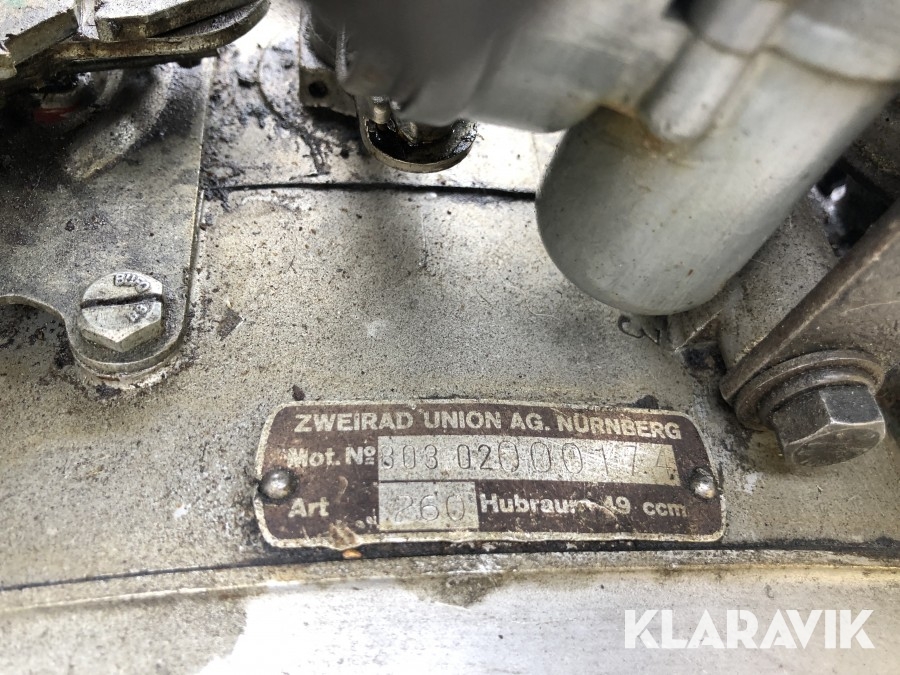 ZWEIRAD UNION AG. NÜRNBERG
Mot. Nº 303 02000174
Art 260 Hubraum 49 ccm
KLARAVIK